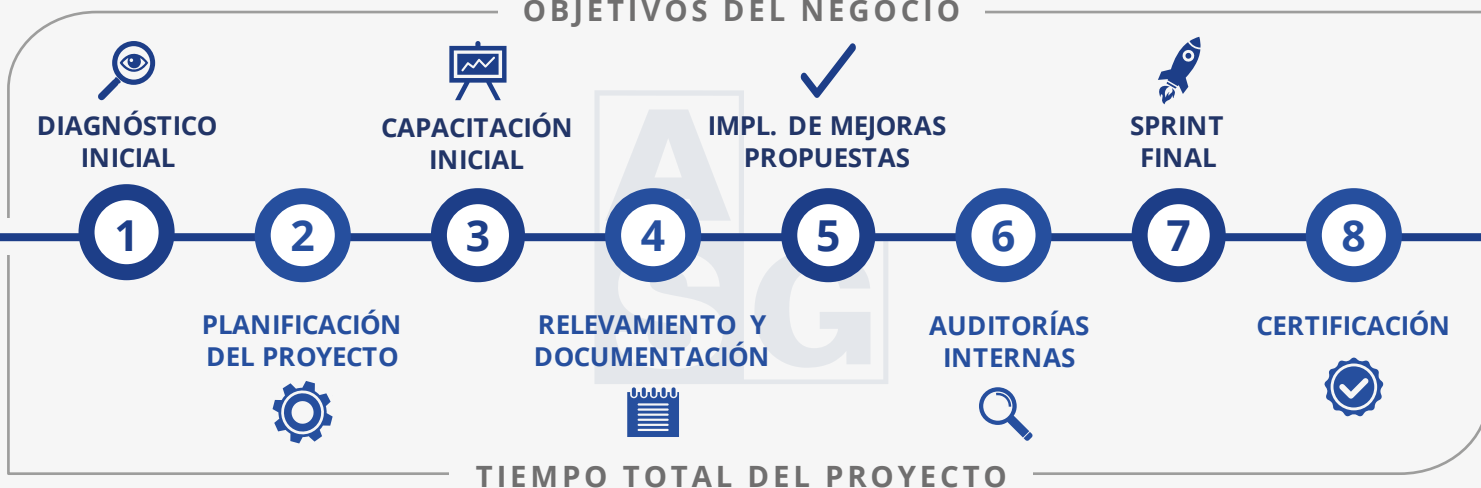 OBJETIVOS DEL NEGOCIO
DIAGNÓSTICO
INICIAL
CAPACITACIÓN
INICIAL
IMPL. DE MEJORAS
PROPUESTAS
SPRINT
FINAL
1
2
3
4
5
6
7
8
PLANIFICACIÓN
DEL PROYECTO
RELEVAMIENTO Y
DOCUMENTACIÓN
AUDITORÍAS
INTERNAS
CERTIFICACIÓN
TIEMPO TOTAL DEL PROYECTO
A
SG